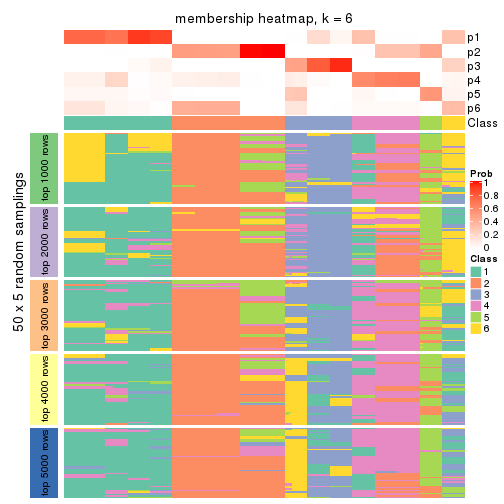 membership heatmap, k = 6
p1
p2
p3
p4
p5
p6
Class
50 x 5 random samplings
top 1000 rows
top 2000 rows
top 3000 rows
top 4000 rows
top 5000 rows
Prob
1
0.8
0.6
0.4
0.2
0
Class
1
2
3
4
5
6